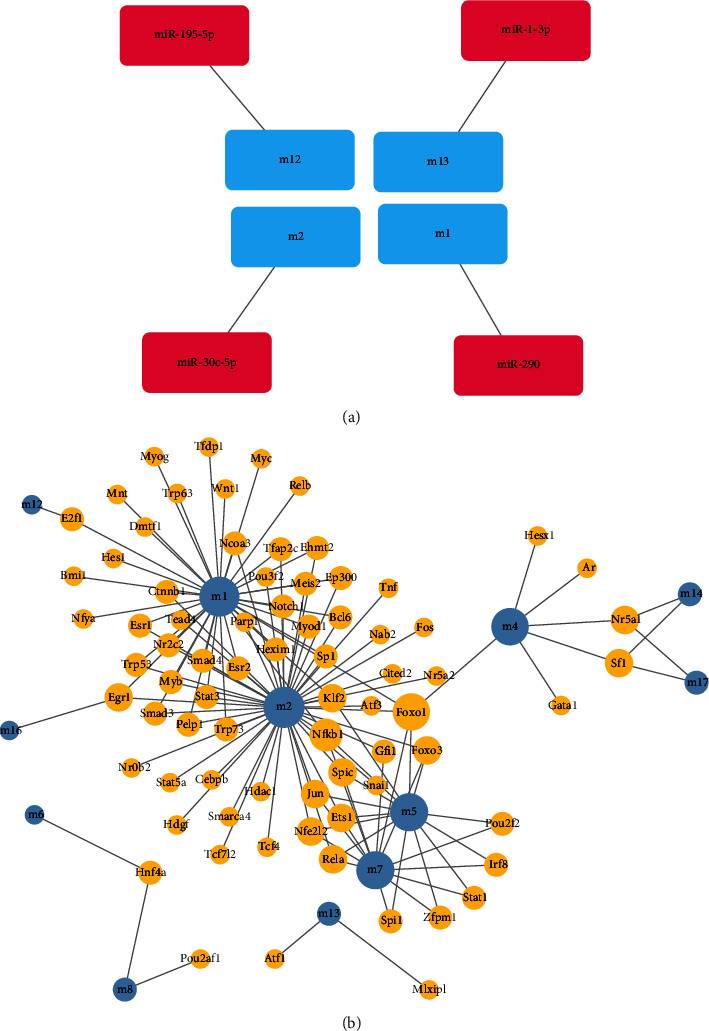 miR-195-5p
miR-1-3p
m12
m13
m2
m1
miR-30c-5p
miR-290
(a)
Tfdp1
Myog
Myc
Relb
Wnt1
Trp63
Mnt
m12
E2f1
Dmtf1
Hesx1
Ncoa3
Tfap2c
Ehmt2
Hes1
Ar
Bmi1
Pou3f2
Meis2
Ep300
Tnf
Ctnnb1
m1
m14
Notch1
Nfya
Tead4
Parp1
Myod1
Bcl6
Esr1
Nab2
Fos
m4
Nr5a1
Nr2c2
Hexim1
Sp1
Trp53
Smad4
Esr2
Sf1
Cited2
Nr5a2
Myb
m17
Egr1
Stat3
Klf2
m2
Atf3
Foxo1
Gata1
Smad3
Pelp1
Trp73
m16
Nfkb1
Gfi1
Foxo3
Nr0b2
Stat5a
Cebpb
Spic
Snai1
Hdac1
Jun
m6
Hdgf
Smarca4
Ets1
m5
Pou2f2
Nfe2l2
Tcf7l2
Tcf4
Rela
Irf8
Hnf4a
m7
Stat1
m13
Spi1
Zfpm1
Pou2af1
Atf1
m8
Mlxipl
(b)